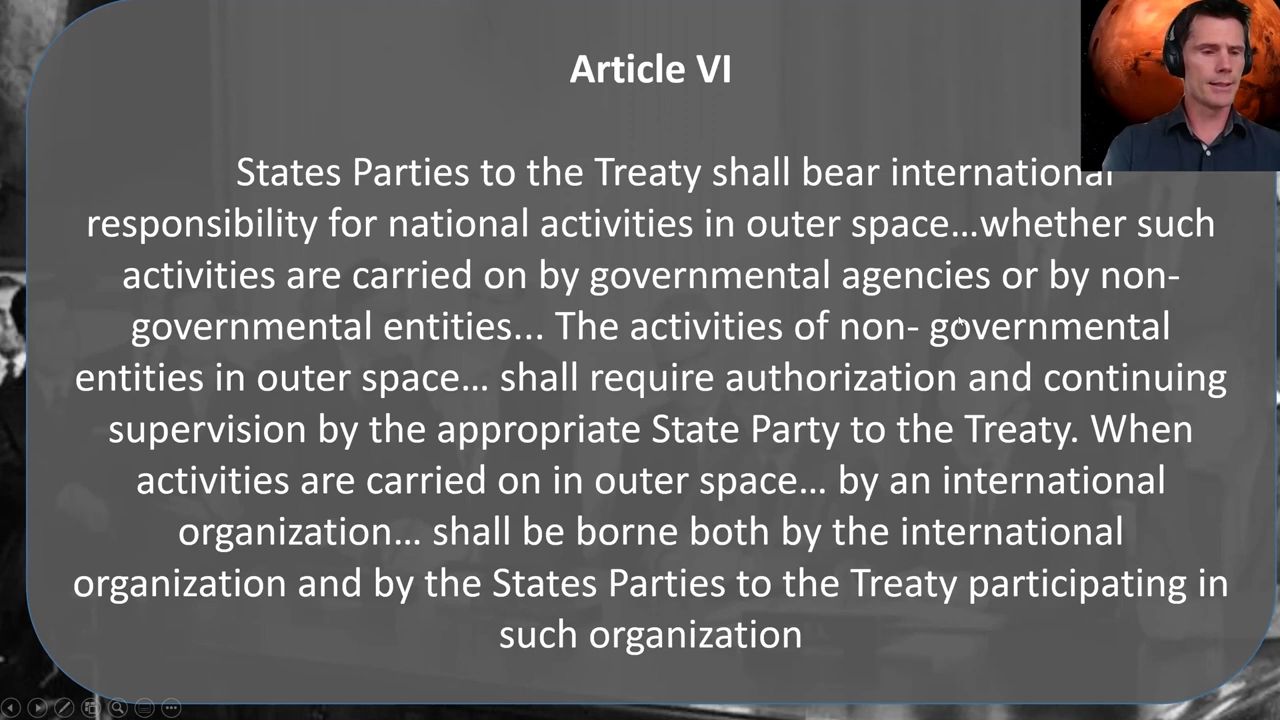 Article VI
States Parties to the Treaty shall bear international
responsibility for national activities in outer space…whether such
activities are carried on by governmental agencies or by non-
governmental entities... The activities of non- governmental
entities in outer space… shall require authorization and continuing
supervision by the appropriate State Party to the Treaty. When
activities are carried on in outer space… by an international
organization… shall be borne both by the international
organization and by the States Parties to the Treaty participating in
such organization